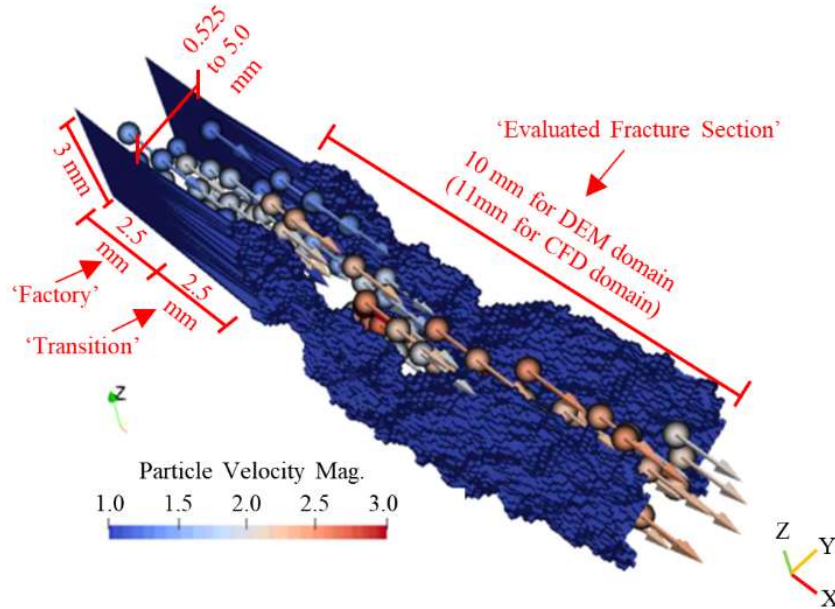 0.525
to 5.0
mm
'Evaluated Fracture Section'
10 mm for DEM domain
(11mm for CFD domain)
3 mm
2.5
mm
2.5
mm
'Factory'
'Transition'
Z
Particle Velocity Mag.
1.0 1.5 2.0 2.5 3.0
Z
Y
X